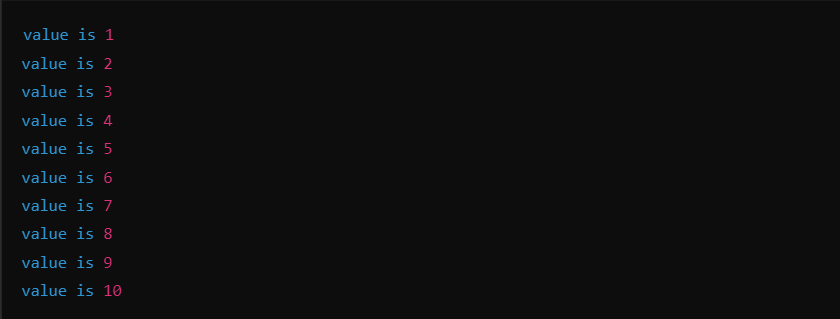 value is 1
value is 2
value is 3
value is 4
value is 5
value is 6
value is 7
value is 8
value is 9
value is 10